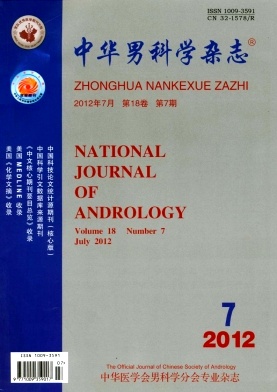 ISSN 1009-3591
CN 32-1578/R
中华男科学杂志®
ZHONGHUA NANKEXUE ZAZHI
2012年7月 第18卷 第7期
NATIONAL
JOURNAL
OF
ANDROLOGY
Volume 18 Number 7
July 2012
中国科技论文统计源期刊(核心版)
中国科学引文数据库来源期刊
《中文核心期刊要目总览》收录
美国MEDLINE收录
美国《化学文摘》收录
ISSN 1009-3591
07
9 771009 359017
7
2012
The Official Journal of Chinese Society of Andrology
中华医学会男科学分会专业杂志